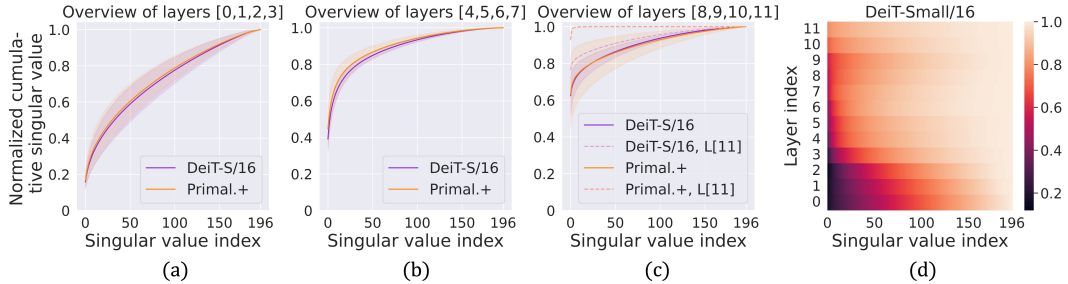 Overview of layers [0,1,2,3]
Normalized cumula-
tive singular value
1.0
0.8
0.6
0.4
0.2
0
DeiT-S/16
Primal.+
0 50 100 150 196
Singular value index
(a)
Overview of layers [4,5,6,7]
1.0
0.8
0.6
0.4
0.2
0
DeiT-S/16
Primal.+
0 50 100 150 196
Singular value index
(b)
Overview of layers [8,9,10,11]
1.0
0.8
0.6
0.4
0.2
0
DeiT-S/16
DeiT-S/16, L[11]
Primal.+
Primal.+, L[11]
0 50 100 150 196
Singular value index
(c)
DeiT-Small/16
Layer index
11
10
9
8
7
6
5
4
3
2
1
0
0 50 100 150 196
Singular value index
1.0
0.8
0.6
0.4
0.2
(d)